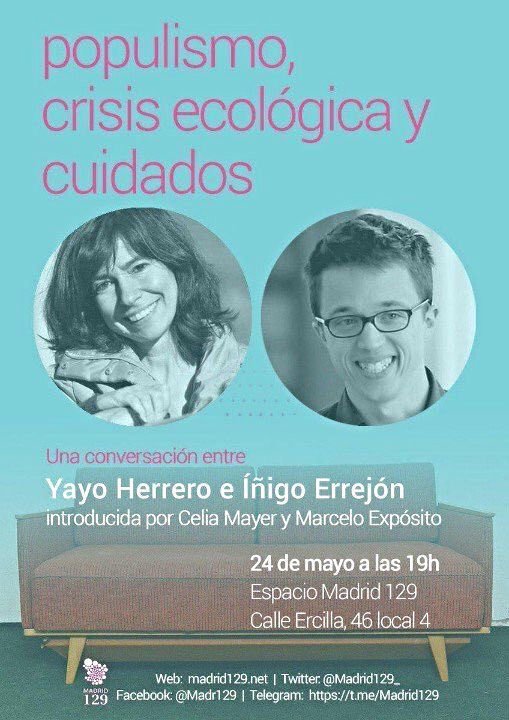 populismo,
crisis ecológica y
cuidados
Una conversación entre
Yayo Herrero e Íñigo Errejón
introducida por Celia Mayer y Marcelo Expósito
24 de mayo a las 19h
Espacio Madrid 129
Calle Ercilla, 46 local 4
MADRID
129
Web: madrid129.net | Twitter: @Madrid129_
Facebook: @Madr129 | Telegram: https://t.me/Madrid129